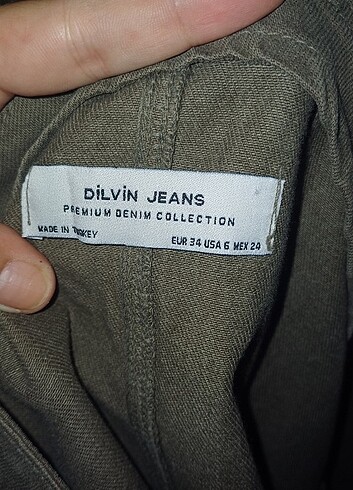 DİLVİN JEANS
PREMIUM DENIM COLLECTION
MADE IN TURKEY
EUR 34 USA 6 MEX 24